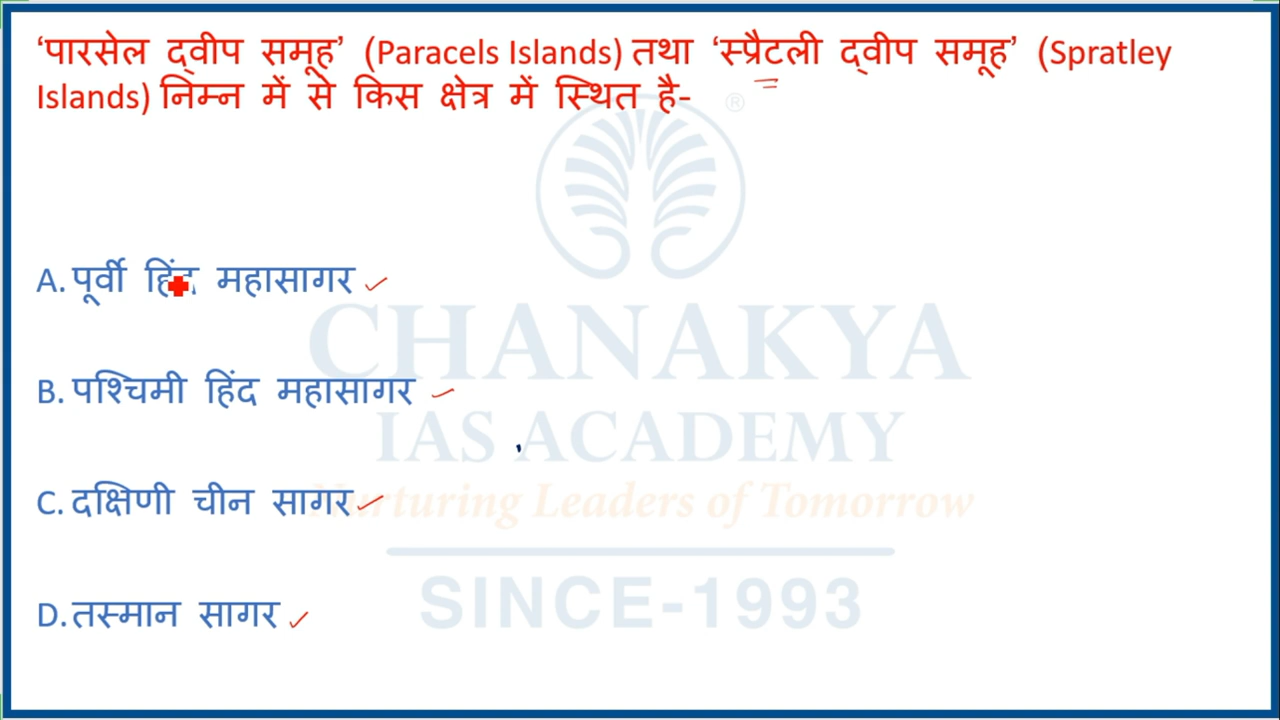 ‘पारसेल द्वीप समूह’ (Paracels Islands) तथा ‘स्प्रैटली द्वीप समूह’ (Spratley
Islands) निम्न में से किस क्षेत्र में स्थित है-
®
A. पूर्वी हिंद महासागर
CHANAKYA
B. पश्चिमी हिंद महासागर
IAS ACADEMY
C. दक्षिणी चीन सागर
Nurturing Leaders of Tomorrow
SINCE-1993
D. तस्मान सागर